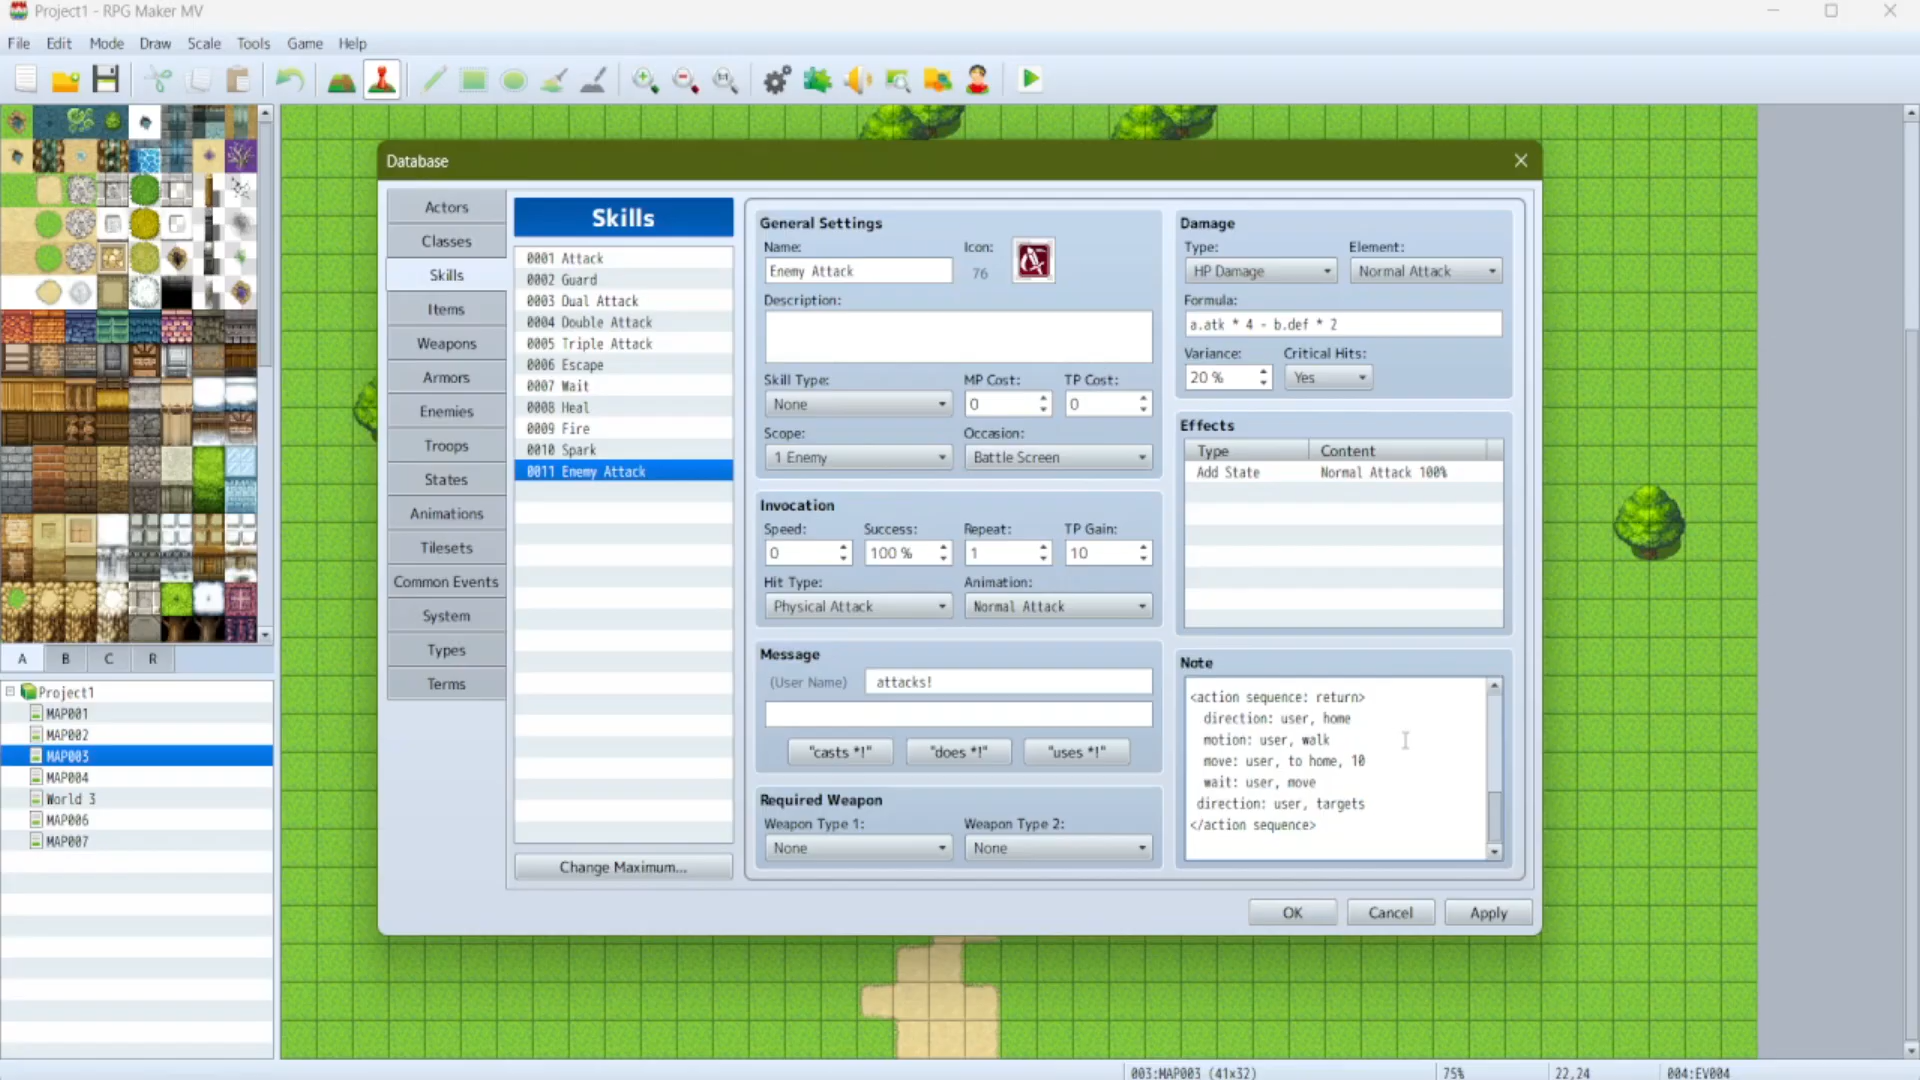 Project1 - RPG Maker MV
File Edit Mode Draw Scale Tools Game Help
Database
Actors
Classes
Skills
Items
Weapons
Armors
Enemies
Troops
States
Animations
Tilesets
Common Events
System
Types
Terms
Skills
0001 Attack
0002 Guard
0003 Dual Attack
0004 Double Attack
0005 Triple Attack
0006 Escape
0007 Wait
0008 Heal
0009 Fire
0010 Spark
0011 Enemy Attack
Change Maximum...
General Settings
Name: Icon:
Enemy Attack 76
Description:
Skill Type: MP Cost: TP Cost:
None 0 0
Scope: Occasion:
1 Enemy Battle Screen
Invocation
Speed: Success: Repeat: TP Gain:
0 100 % 1 10
Hit Type: Animation:
Physical Attack Normal Attack
Message
(User Name) attacks!
"casts *!" "does *!" "uses *!"
Required Weapon
Weapon Type 1: Weapon Type 2:
None None
Damage
Type: Element:
HP Damage Normal Attack
Formula:
a.atk * 4 - b.def * 2
Variance: Critical Hits:
20 % Yes
Effects
Type Content
Add State Normal Attack 100%
Note
<action sequence: return>
direction: user, home
motion: user, walk
move: user, to home, 10
wait: user, move
direction: user, targets
</action sequence>
OK Cancel Apply
A B C R
Project1
MAP001
MAP002
MAP003
MAP004
World 3
MAP006
MAP007
003:MAP003 (41x32) 75% 22,24 004:EV004